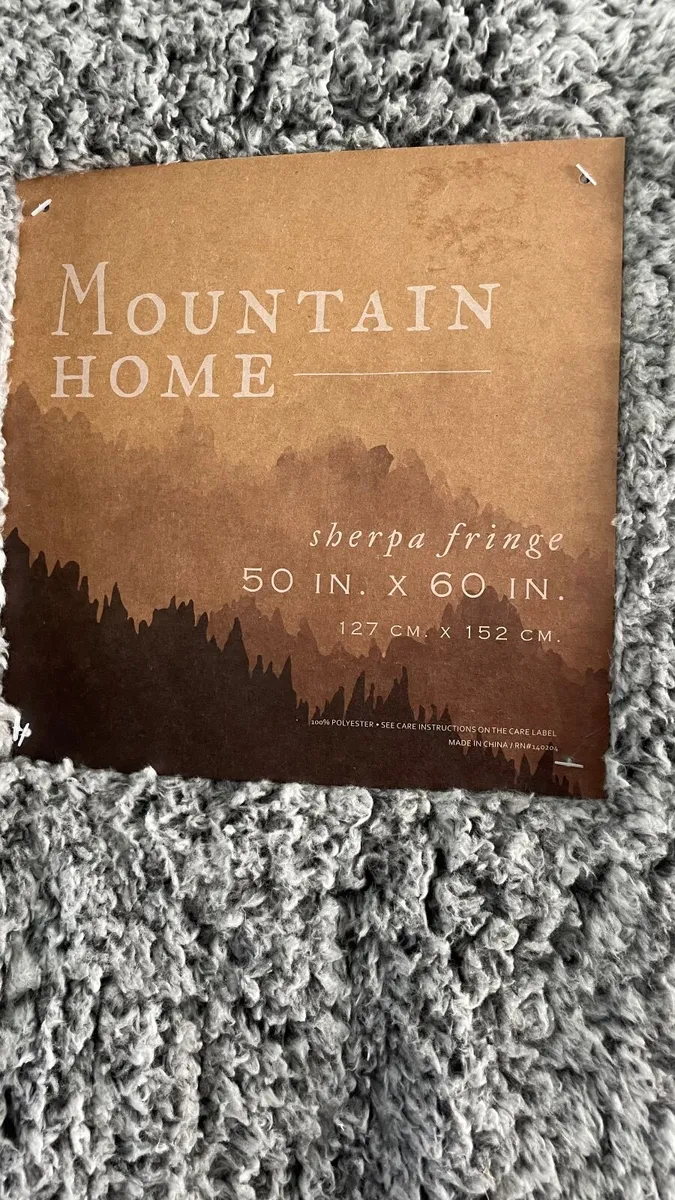 MOUNTAIN
HOME
sherpa fringe
50 IN. X 60 IN.
127 CM. X 152 CM.
100% POLYESTER • SEE CARE INSTRUCTIONS ON THE CARE LABEL
MADE IN CHINA / RN#140204